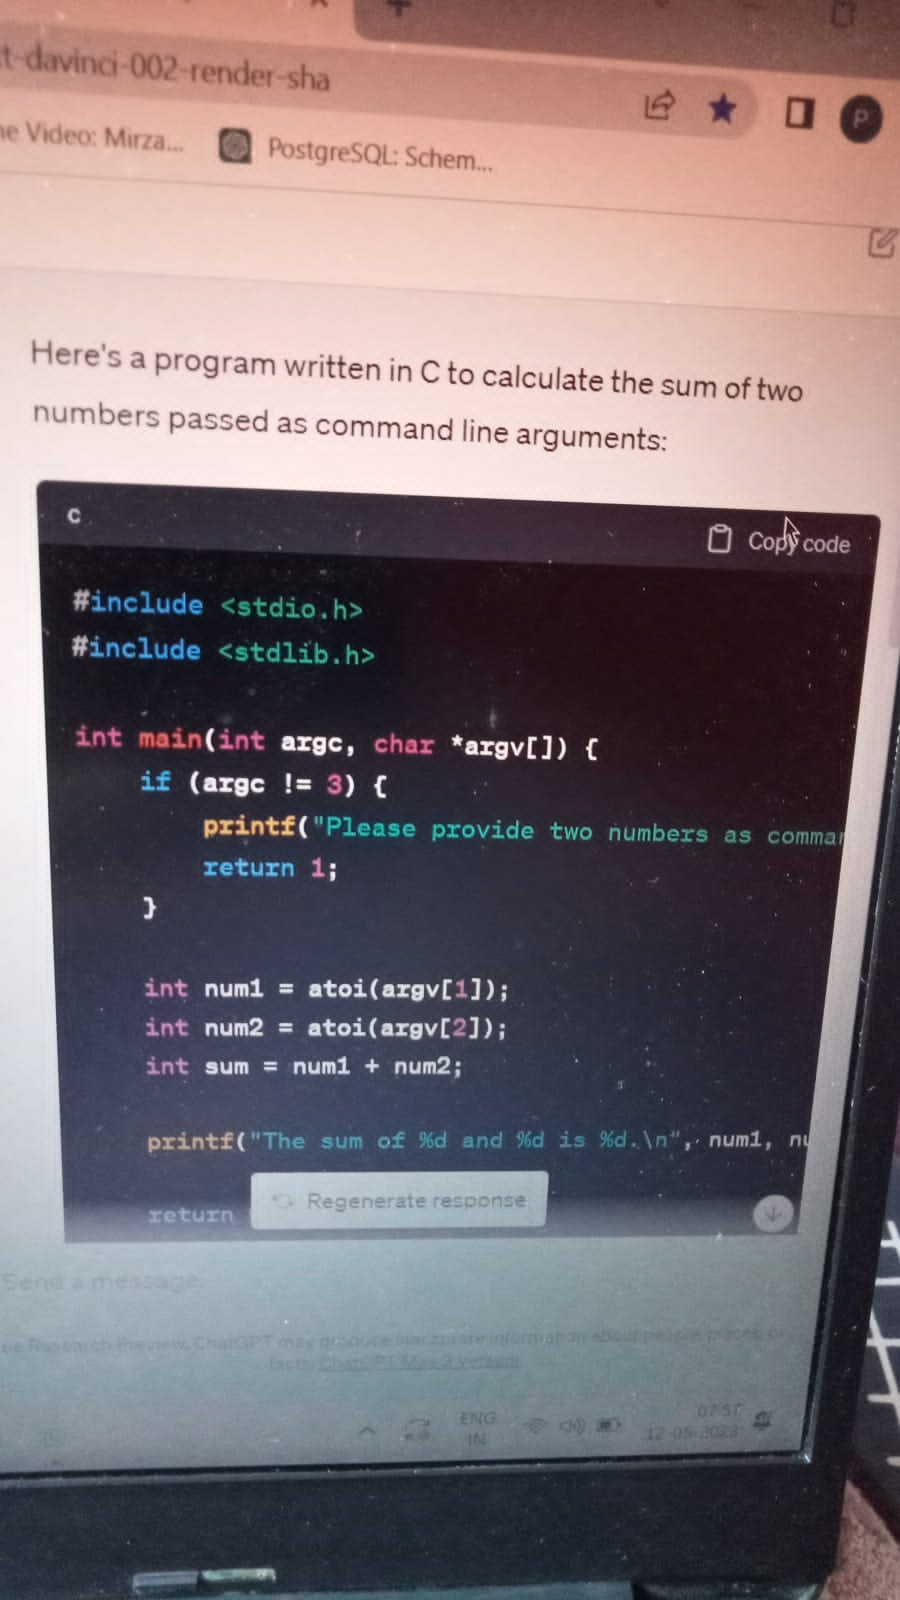 t-davinci-002-render-sha
ne Video: Mirza...
PostgreSQL: Schem...
P
Here's a program written in C to calculate the sum of two
numbers passed as command line arguments:
c
Copy code
#include <stdio.h>
#include <stdlib.h>
int main(int argc, char *argv[]) {
if (argc != 3) {
printf("Please provide two numbers as comman
return 1;
}
int num1 = atoi(argv[1]);
int num2 = atoi(argv[2]);
int sum = num1 + num2;
printf("The sum of %d and %d is %d.\n", num1, nu
return
Regenerate response
Send a message
ee Research Preview. ChatGPT may produce inaccurate information about people, places, or
facts. ChatGPT May 3 Version
ENG
IN
07:57
12-05-2023